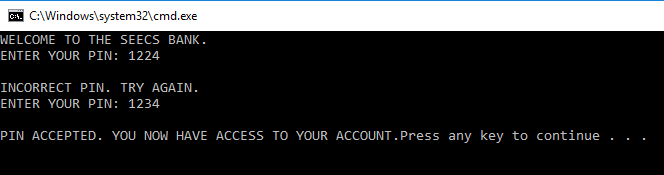 C:\Windows\system32\cmd.exe
WELCOME TO THE SEECS BANK.
ENTER YOUR PIN: 1224
INCORRECT PIN. TRY AGAIN.
ENTER YOUR PIN: 1234
PIN ACCEPTED. YOU NOW HAVE ACCESS TO YOUR ACCOUNT.Press any key to continue . . .